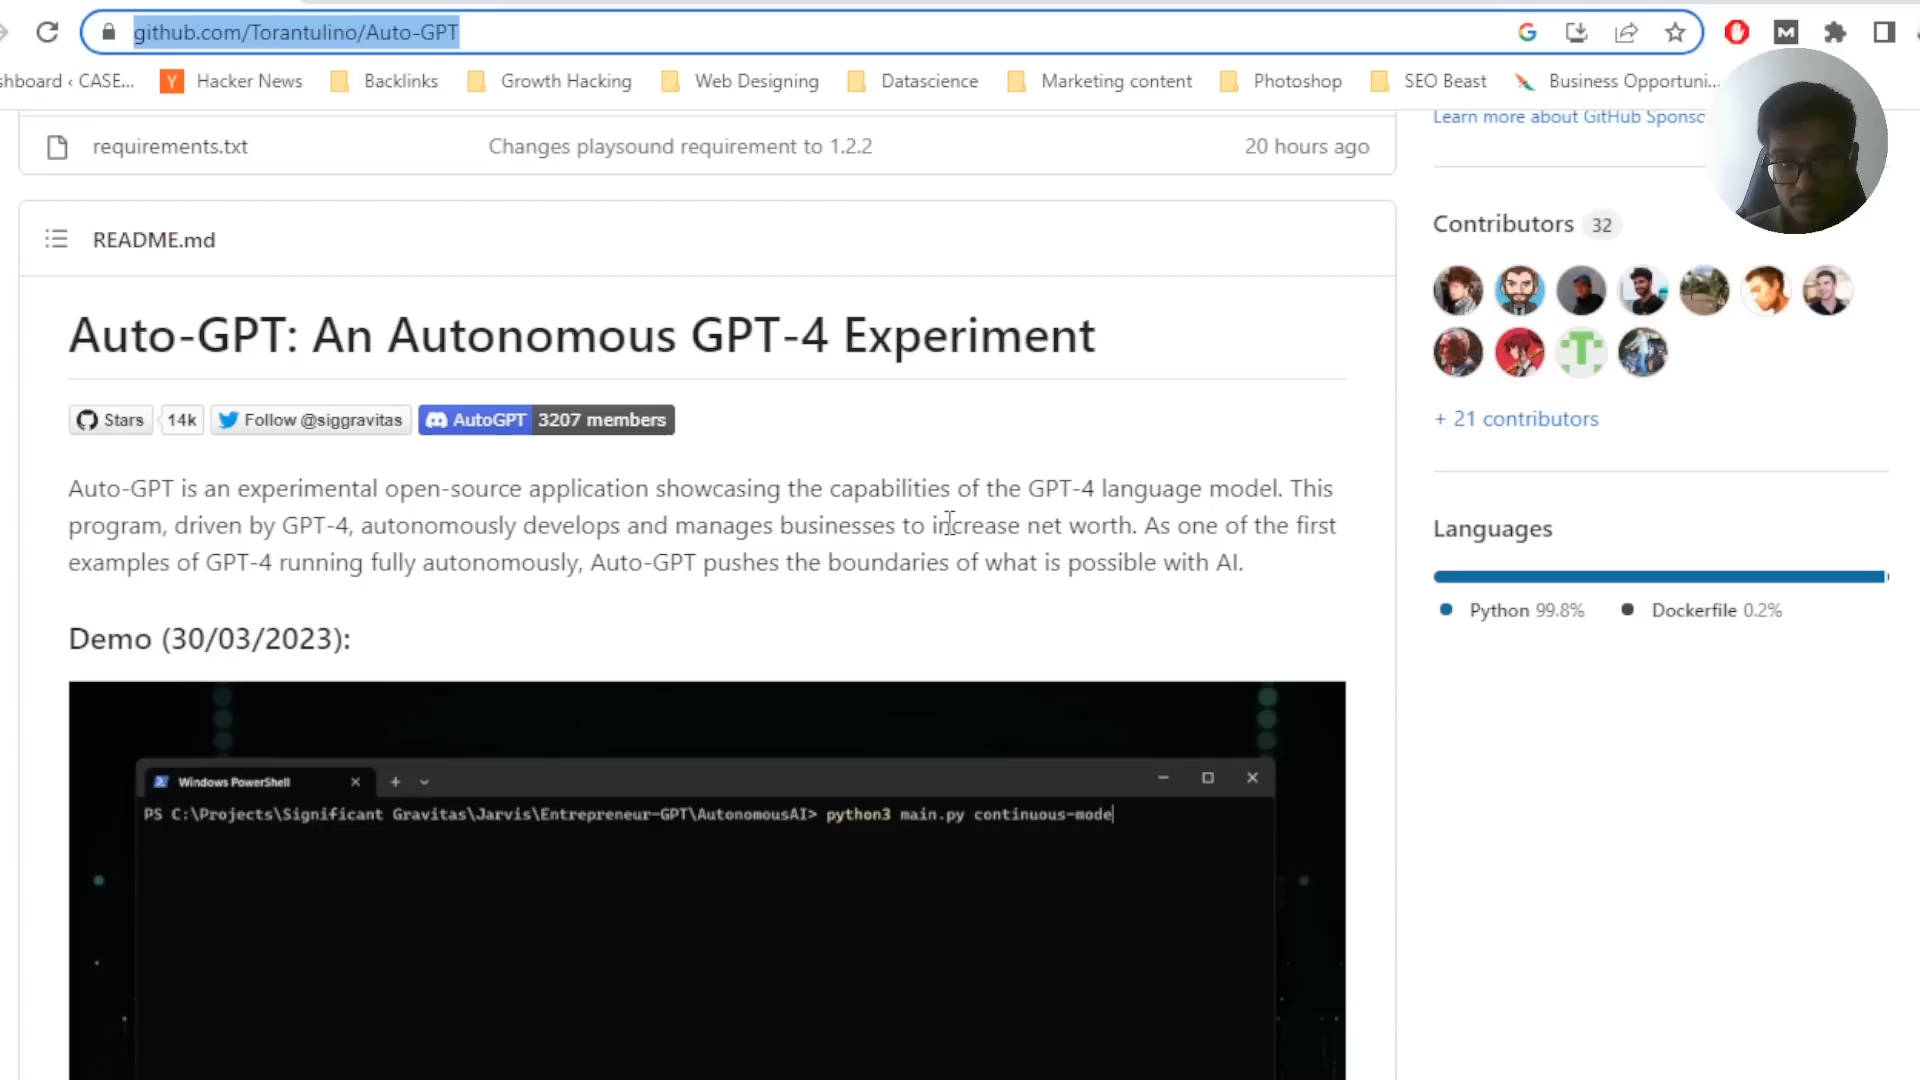 github.com/Torantulino/Auto-GPT
shboard ‹ CASE...
Hacker News
Backlinks
Growth Hacking
Web Designing
Datascience
Marketing content
Photoshop
SEO Beast
Business Opportuni...
requirements.txt
Changes playsound requirement to 1.2.2
20 hours ago
Learn more about GitHub Sponsc
README.md
Contributors 32
Auto-GPT: An Autonomous GPT-4 Experiment
Stars 14k
Follow @siggravitas
AutoGPT 3207 members
+ 21 contributors
Auto-GPT is an experimental open-source application showcasing the capabilities of the GPT-4 language model. This
program, driven by GPT-4, autonomously develops and manages businesses to increase net worth. As one of the first
examples of GPT-4 running fully autonomously, Auto-GPT pushes the boundaries of what is possible with AI.
Languages
Python 99.8%
Dockerfile 0.2%
Demo (30/03/2023):
Windows PowerShell
PS C:\Projects\Significant Gravitas\Jarvis\Entrepreneur-GPT\AutonomousAI> python3 main.py continuous-mode